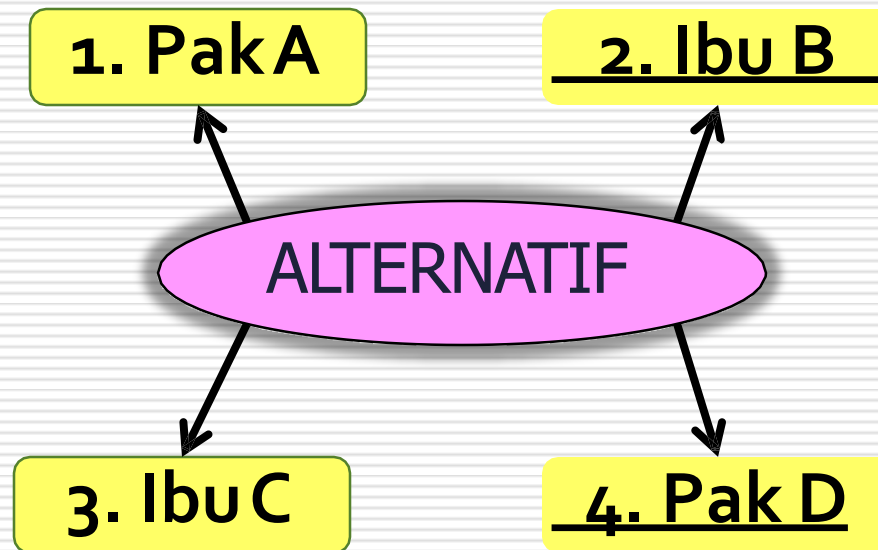 1. Pak A
2. Ibu B
ALTERNATIF
3. Ibu C
4. Pak D